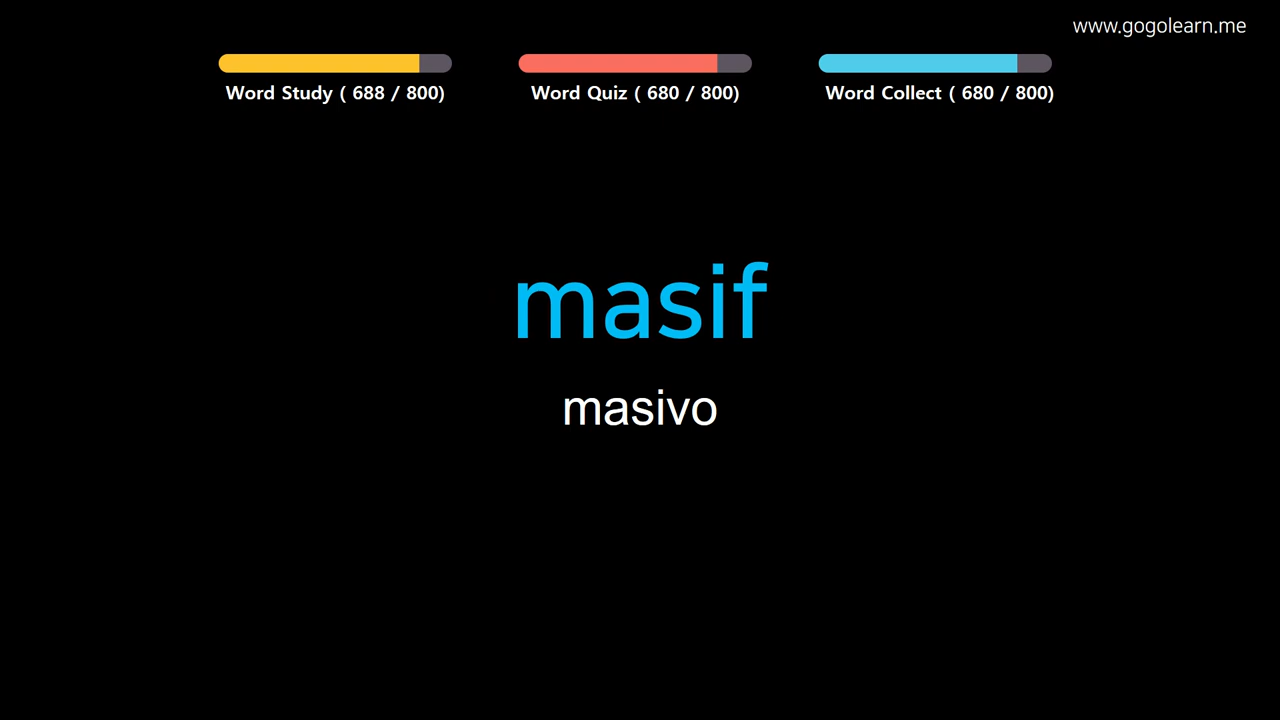 www.gogolearn.me
Word Study ( 688 / 800)
Word Quiz ( 680 / 800)
Word Collect ( 680 / 800)
masif
masivo